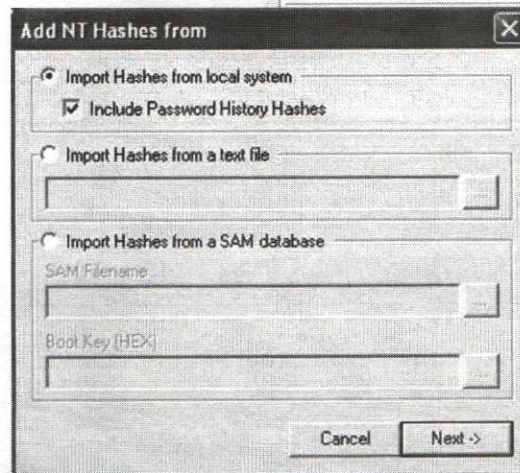 Add NT Hashes from
Import Hashes from local system
Include Password History Hashes
Import Hashes from a text file
...
Import Hashes from a SAM database
SAM Filename
...
Boot Key (HEX)
...
Cancel
Next ->